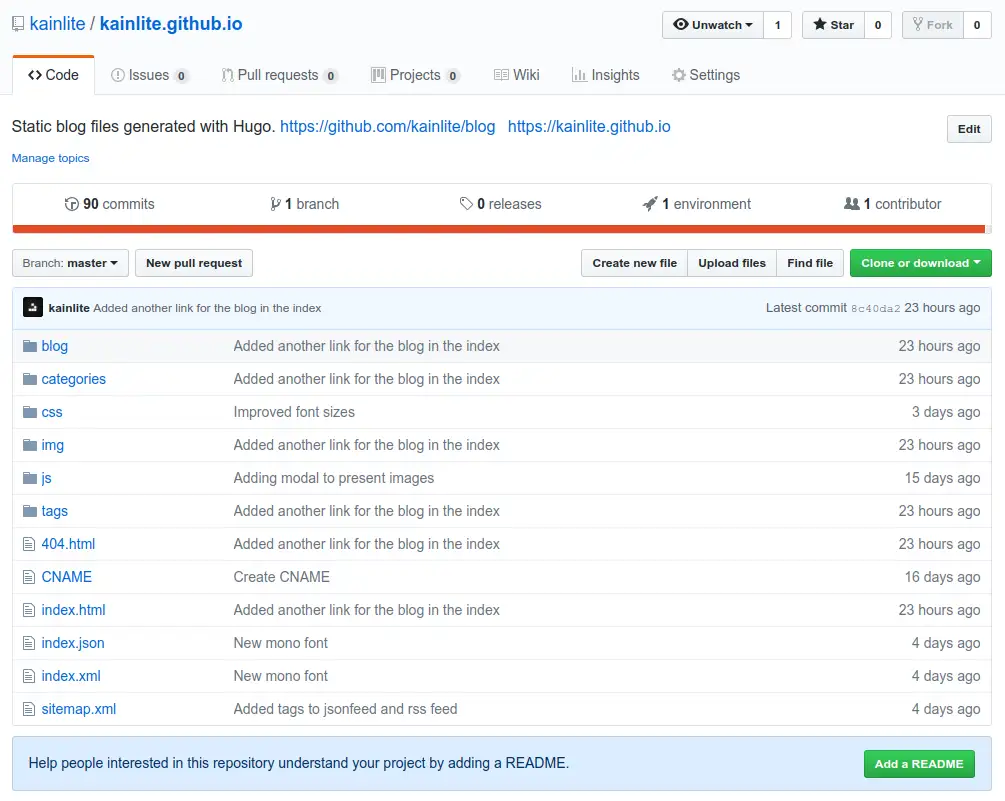 kainlite / kainlite.github.io Unwatch 1 Star 0 Fork 0
Code Issues 0 Pull requests 0 Projects 0 Wiki Insights Settings
Static blog files generated with Hugo. https://github.com/kainlite/blog https://kainlite.github.io Edit
Manage topics
90 commits 1 branch 0 releases 1 environment 1 contributor
Branch: master New pull request Create new file Upload files Find file Clone or download
kainlite Added another link for the blog in the index Latest commit 8c40da2 23 hours ago
blog Added another link for the blog in the index 23 hours ago
categories Added another link for the blog in the index 23 hours ago
css Improved font sizes 3 days ago
img Added another link for the blog in the index 23 hours ago
js Adding modal to present images 15 days ago
tags Added another link for the blog in the index 23 hours ago
404.html Added another link for the blog in the index 23 hours ago
CNAME Create CNAME 16 days ago
index.html Added another link for the blog in the index 23 hours ago
index.json New mono font 4 days ago
index.xml New mono font 4 days ago
sitemap.xml Added tags to jsonfeed and rss feed 4 days ago
Help people interested in this repository understand your project by adding a README. Add a README